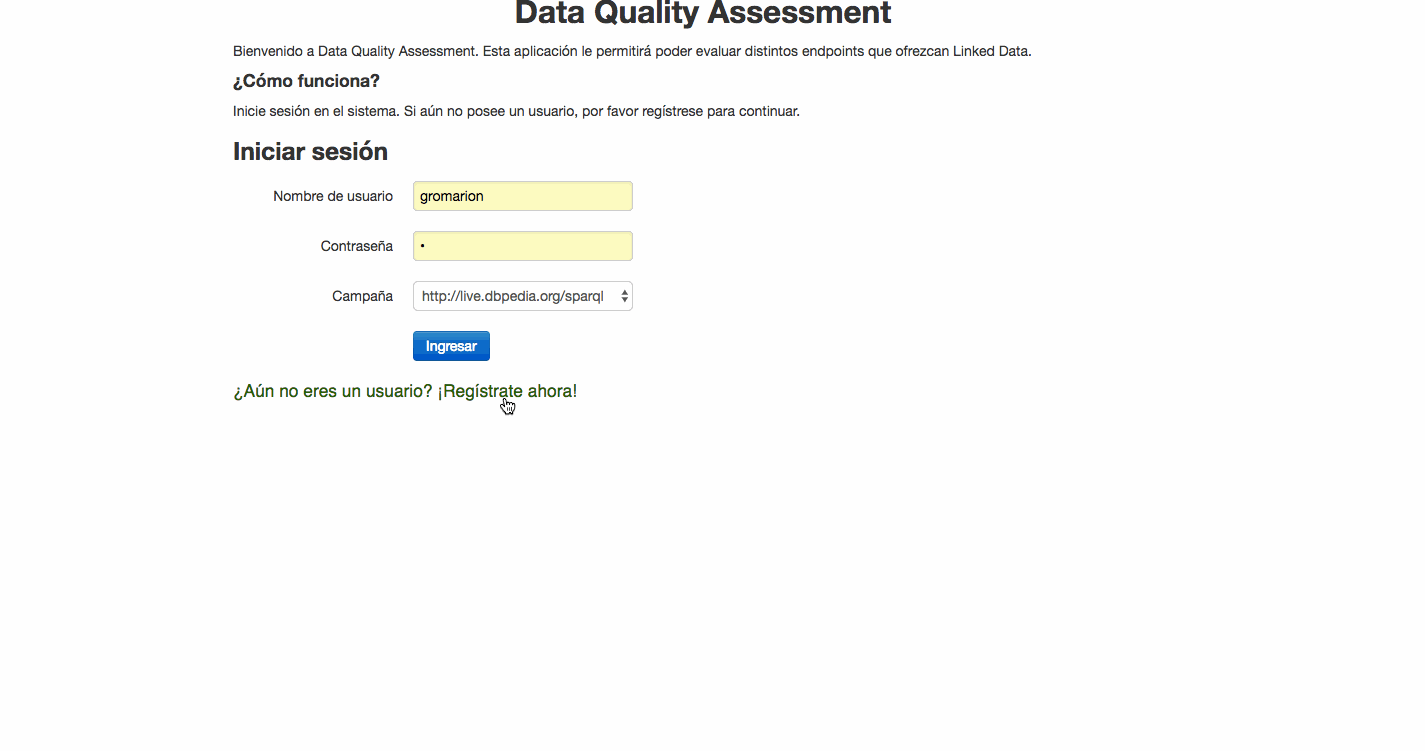 Data Quality Assessment
Bienvenido a Data Quality Assessment. Esta aplicación le permitirá poder evaluar distintos endpoints que ofrezcan Linked Data.
¿Cómo funciona?
Inicie sesión en el sistema. Si aún no posee un usuario, por favor regístrese para continuar.
Iniciar sesión
Nombre de usuario gromarion
Contraseña •
Campaña http://live.dbpedia.org/sparql
Ingresar
¿Aún no eres un usuario? ¡Regístrate ahora!